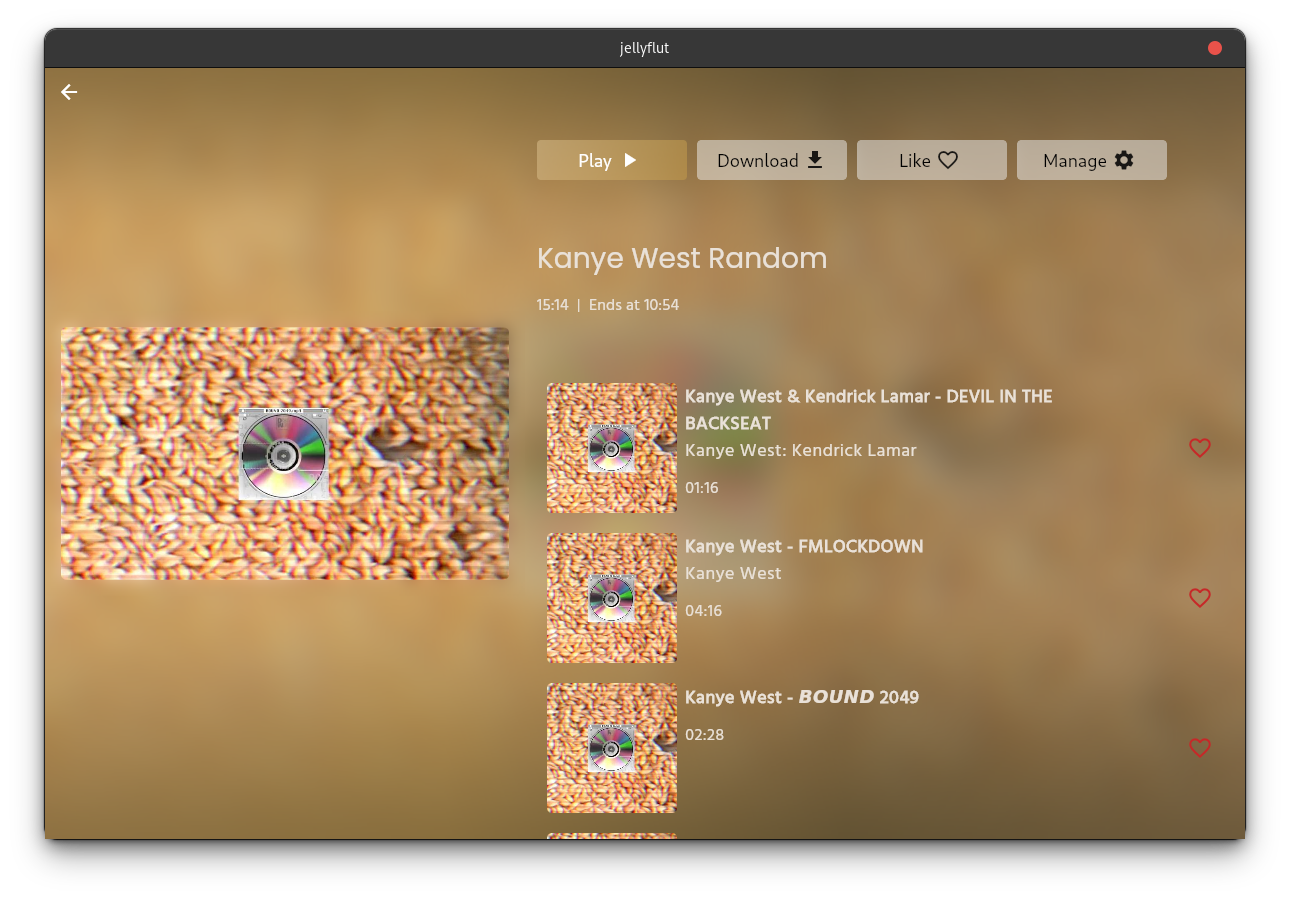 jellyflut
Play
Download
Like
Manage
Kanye West Random
15:14 | Ends at 10:54
Kanye West & Kendrick Lamar - DEVIL IN THE
BACKSEAT
Kanye West: Kendrick Lamar
01:16
Kanye West - FMLOCKDOWN
Kanye West
04:16
Kanye West - 𝘽𝙊𝙐𝙉𝘿 2049
02:28